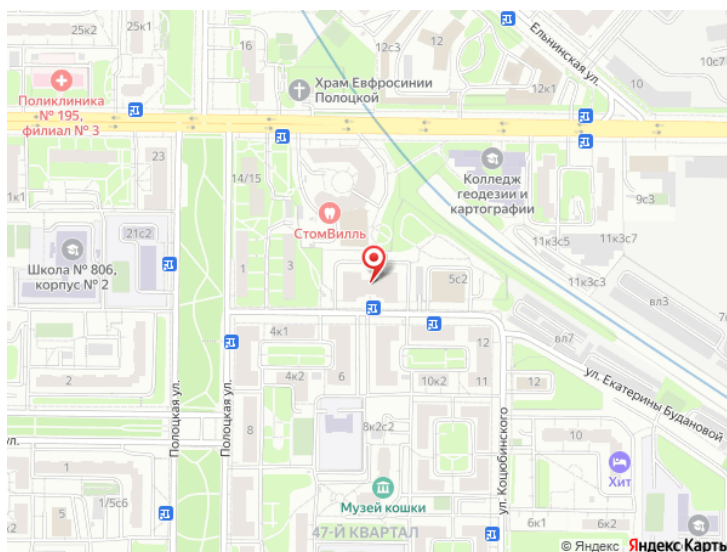 25к1
25к2
16
12с3
12
Ельнинская ул.
10
Поликлиника
№ 195,
филиал № 3
Храм Евфросинии
Полоцкой
12к1
23
14/15
Колледж
геодезии и
картографии
9с3
СтомВилль
21с2
Школа № 806,
корпус № 2
1
3
5с2
11к3с5
11к3с7
11к3с3
вл3
вл7
4к1
12
2
4к2
6
10к2
11
12
ул. Екатерины Будановой
Полоцкая ул.
Полоцкая ул.
8
8к2с2
ул. Коцюбинского
10
Хит
1
1/5с6
5
Музей кошки
47-Й КВАРТАЛ
6к1
6к2
© Яндекс Яндекс Карты